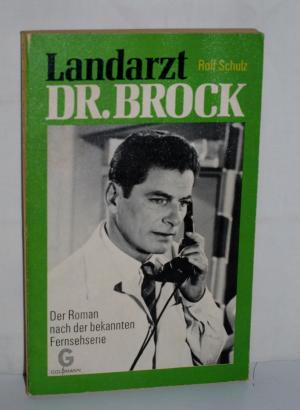 Landarzt
Rolf Schulz
DR. BROCK
Der Roman
nach der bekannten
Fernsehserie
G
GOLDMANN